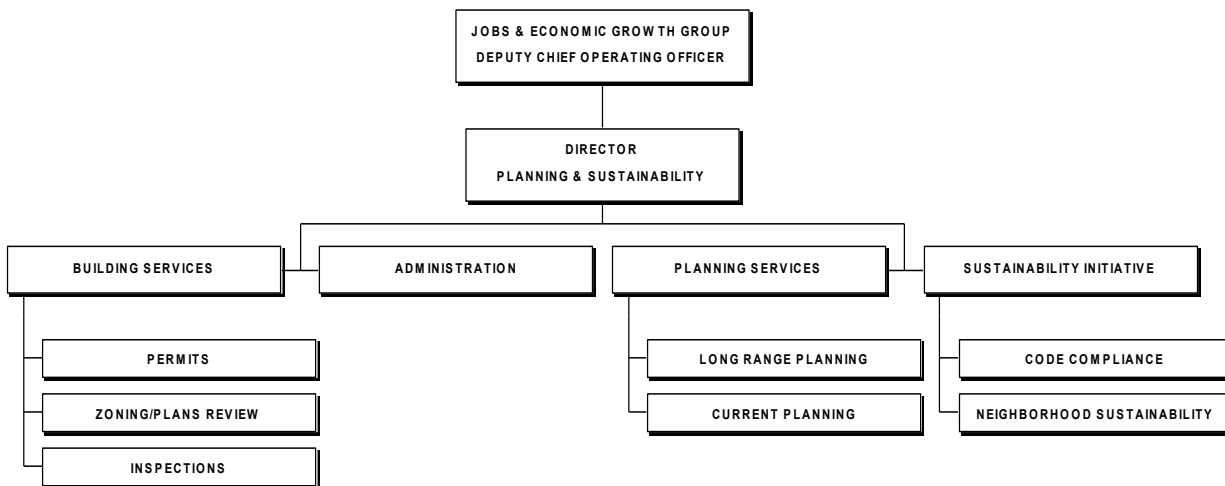 JOBS & ECONOMIC GROWTH GROUP
DEPUTY CHIEF OPERATING OFFICER
DIRECTOR
PLANNING & SUSTAINABILITY
BUILDING SERVICES
ADMINISTRATION
PLANNING SERVICES
SUSTAINABILITY INITIATIVE
PERMITS
LONG RANGE PLANNING
CODE COMPLIANCE
ZONING/PLANS REVIEW
CURRENT PLANNING
NEIGHBORHOOD SUSTAINABILITY
INSPECTIONS